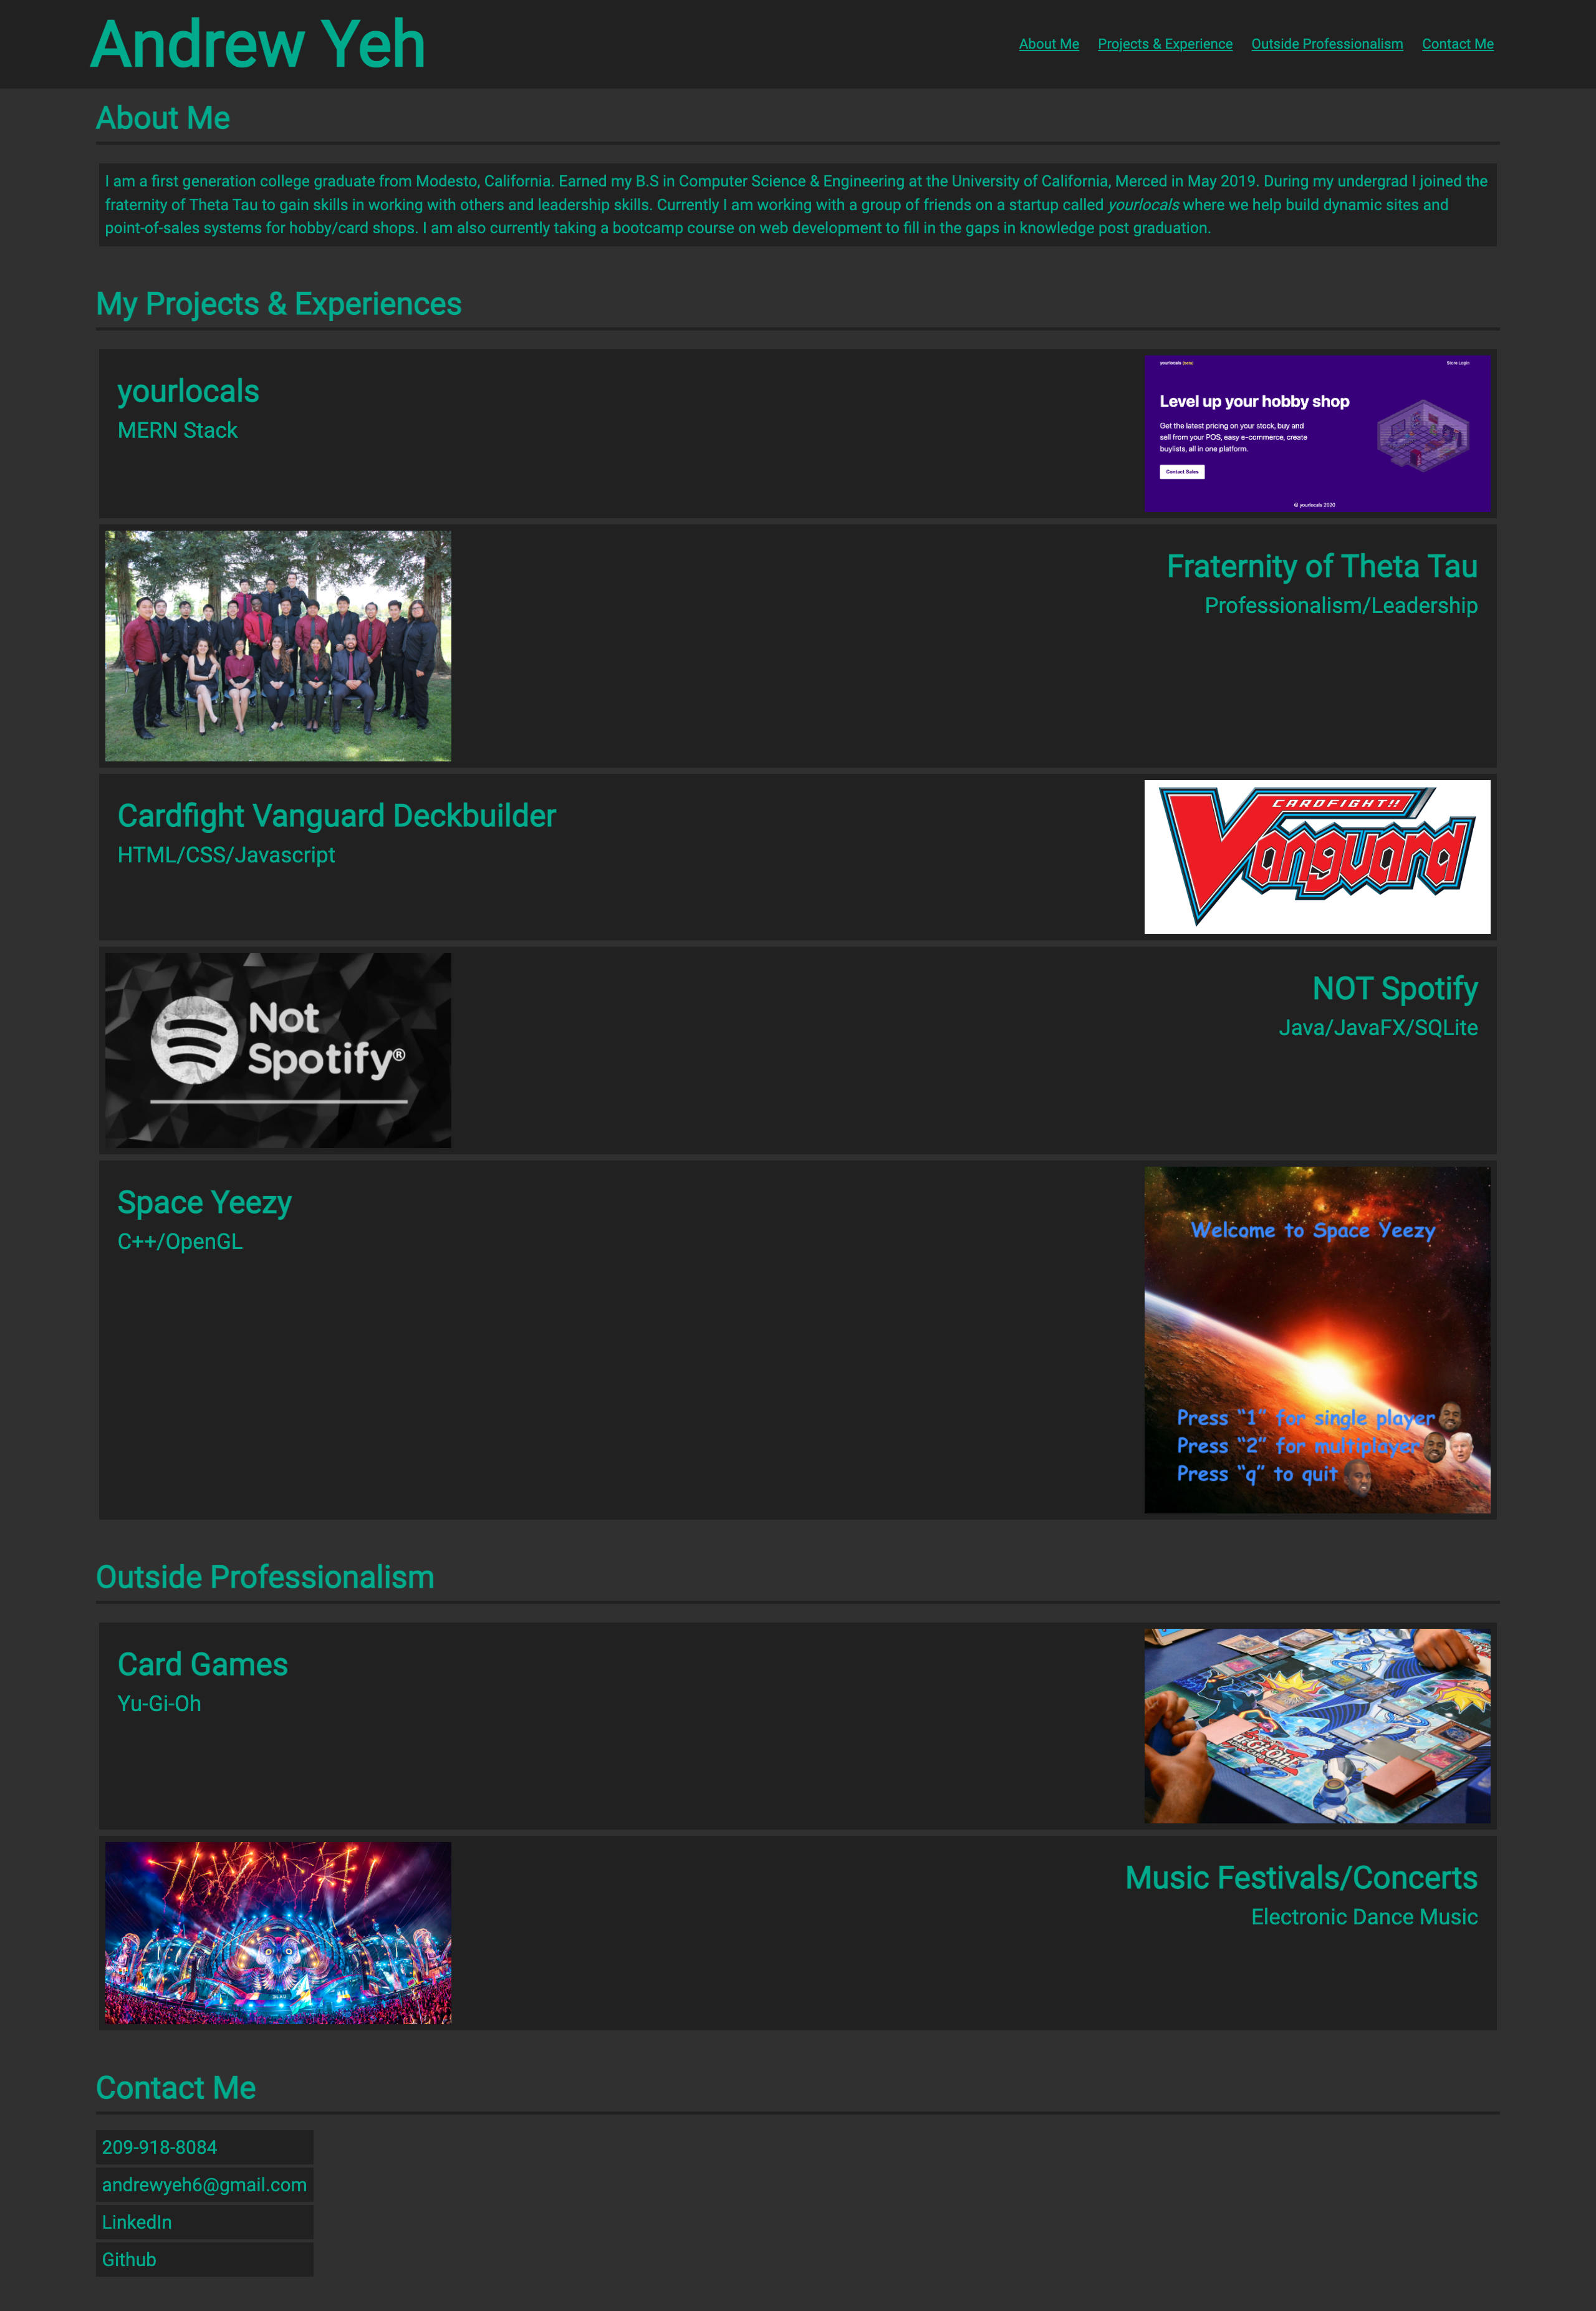 Andrew Yeh
About Me
Projects & Experience
Outside Professionalism
Contact Me
About Me
I am a first generation college graduate from Modesto, California. Earned my B.S in Computer Science & Engineering at the University of California, Merced in May 2019. During my undergrad I joined the
fraternity of Theta Tau to gain skills in working with others and leadership skills. Currently I am working with a group of friends on a startup called yourlocals where we help build dynamic sites and
point-of-sales systems for hobby/card shops. I am also currently taking a bootcamp course on web development to fill in the gaps in knowledge post graduation.
My Projects & Experiences
yourlocals
MERN Stack
yourlocals (beta)
Store Login
Level up your hobby shop
Get the latest pricing on your stock, buy and
sell from your POS, easy e-commerce, create
buylists, all in one platform.
Contact Sales
© yourlocals 2020
Fraternity of Theta Tau
Professionalism/Leadership
Cardfight Vanguard Deckbuilder
HTML/CSS/Javascript
CARDFIGHT!!
Vanguard
Not
Spotify®
NOT Spotify
Java/JavaFX/SQLite
Space Yeezy
C++/OpenGL
Welcome to Space Yeezy
Press “1” for single player
Press “2” for multiplayer
Press “q” to quit
Outside Professionalism
Card Games
Yu-Gi-Oh
Music Festivals/Concerts
Electronic Dance Music
Contact Me
209-918-8084
andrewyeh6@gmail.com
LinkedIn
Github